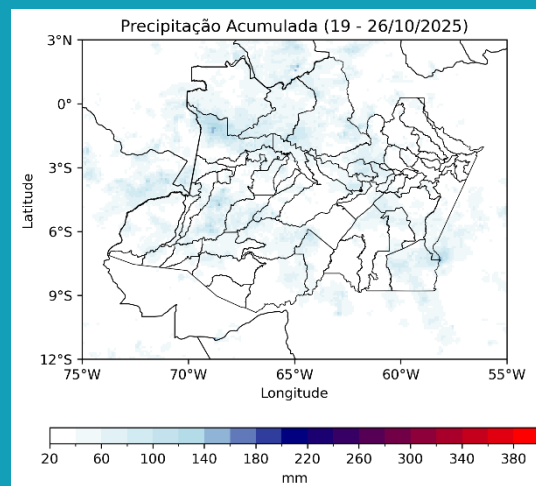 Precipitação Acumulada (19 - 26/10/2025)
3°N
0°
3°S
6°S
9°S
12°S
Latitude
75°W 70°W 65°W 60°W 55°W
Longitude
20 60 100 140 180 220 260 300 340 380
mm